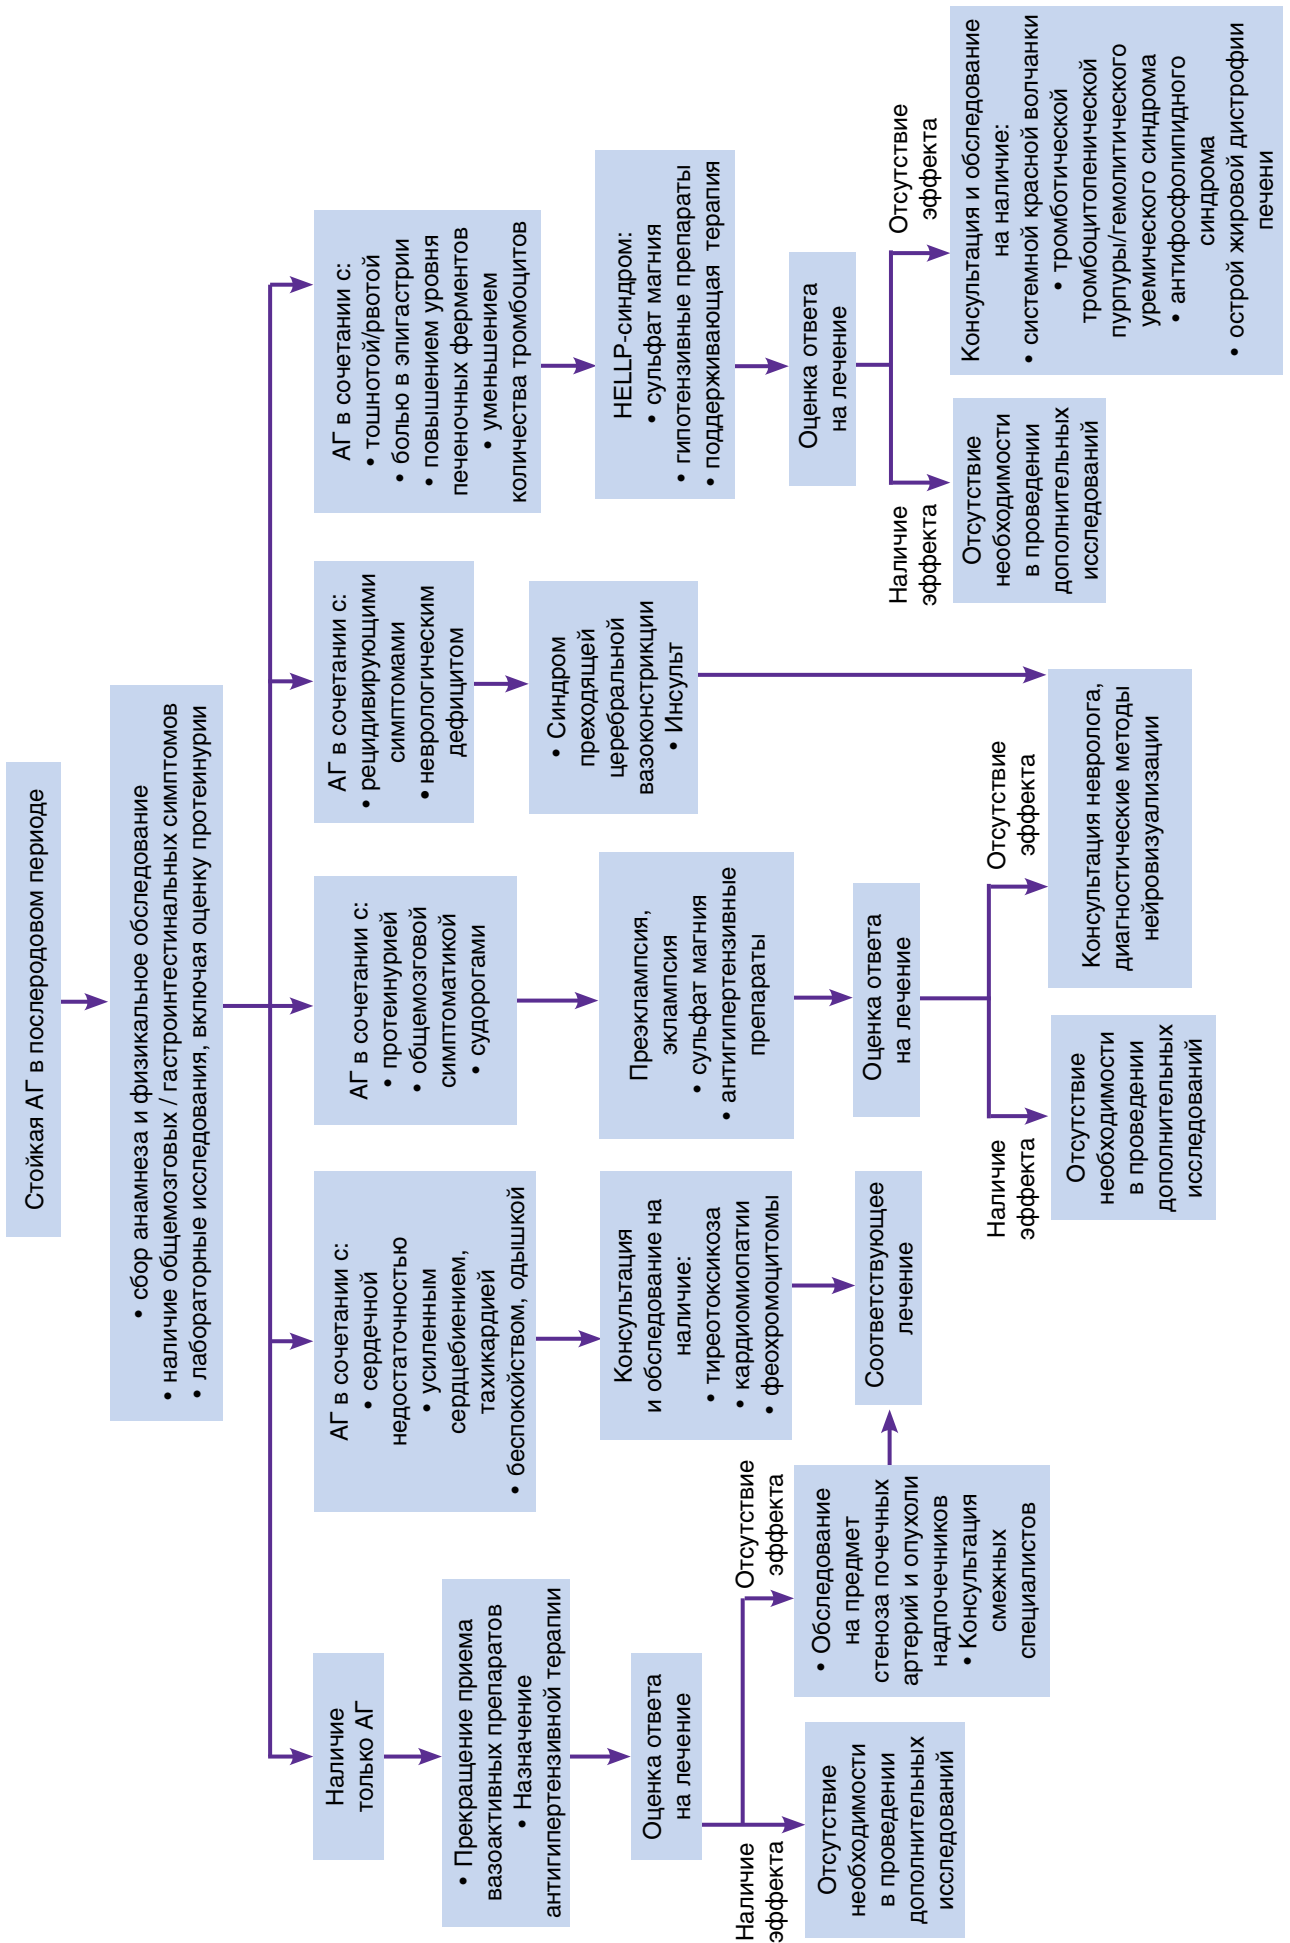 Стойкая АГ в послеродовом периоде
• сбор анамнеза и физикальное обследование
• наличие общемозговых / гастроинтестинальных симптомов
• лабораторные исследования, включая оценку протеинурии
Наличие
только АГ
• Прекращение приема
вазоактивных препаратов
• Назначение
антигипертензивной терапии
Оценка ответа
на лечение
Наличие
эффекта
Отсутствие
необходимости
в проведении
дополнительных
исследований
Отсутствие
эффекта
• Обследование
на предмет
стеноза почечных
артерий и опухоли
надпочечников
• Консультация
смежных
специалистов
АГ в сочетании с:
• сердечной
недостаточностью
• усиленным
сердцебиением,
тахикардией
• беспокойством, одышкой
Консультация
и обследование на
наличие:
• тиреотоксикоза
• кардиомиопатии
• феохромоцитомы
Соответствующее
лечение
АГ в сочетании с:
• протеинурией
• общемозговой
симптоматикой
• судорогами
Преэклампсия,
эклампсия
• сульфат магния
• антигипертензивные
препараты
Оценка ответа
на лечение
Наличие
эффекта
Отсутствие
необходимости
в проведении
дополнительных
исследований
Отсутствие
эффекта
Консультация невролога,
диагностические методы
нейровизуализации
АГ в сочетании с:
• рецидивирующими
симптомами
• неврологическим
дефицитом
• Синдром
преходящей
церебральной
вазоконстрикции
• Инсульт
АГ в сочетании с:
• тошнотой/рвотой
• болью в эпигастрии
• повышением уровня
печеночных ферментов
• уменьшением
количества тромбоцитов
HELLP-синдром:
• сульфат магния
• гипотензивные препараты
• поддерживающая терапия
Оценка ответа
на лечение
Наличие
эффекта
Отсутствие
необходимости
в проведении
дополнительных
исследований
Отсутствие
эффекта
Консультация и обследование
на наличие:
• системной красной волчанки
• тромботической
тромбоцитопенической
пурпуры/гемолитического
уремического синдрома
• антифосфолипидного
синдрома
• острой жировой дистрофии
печени